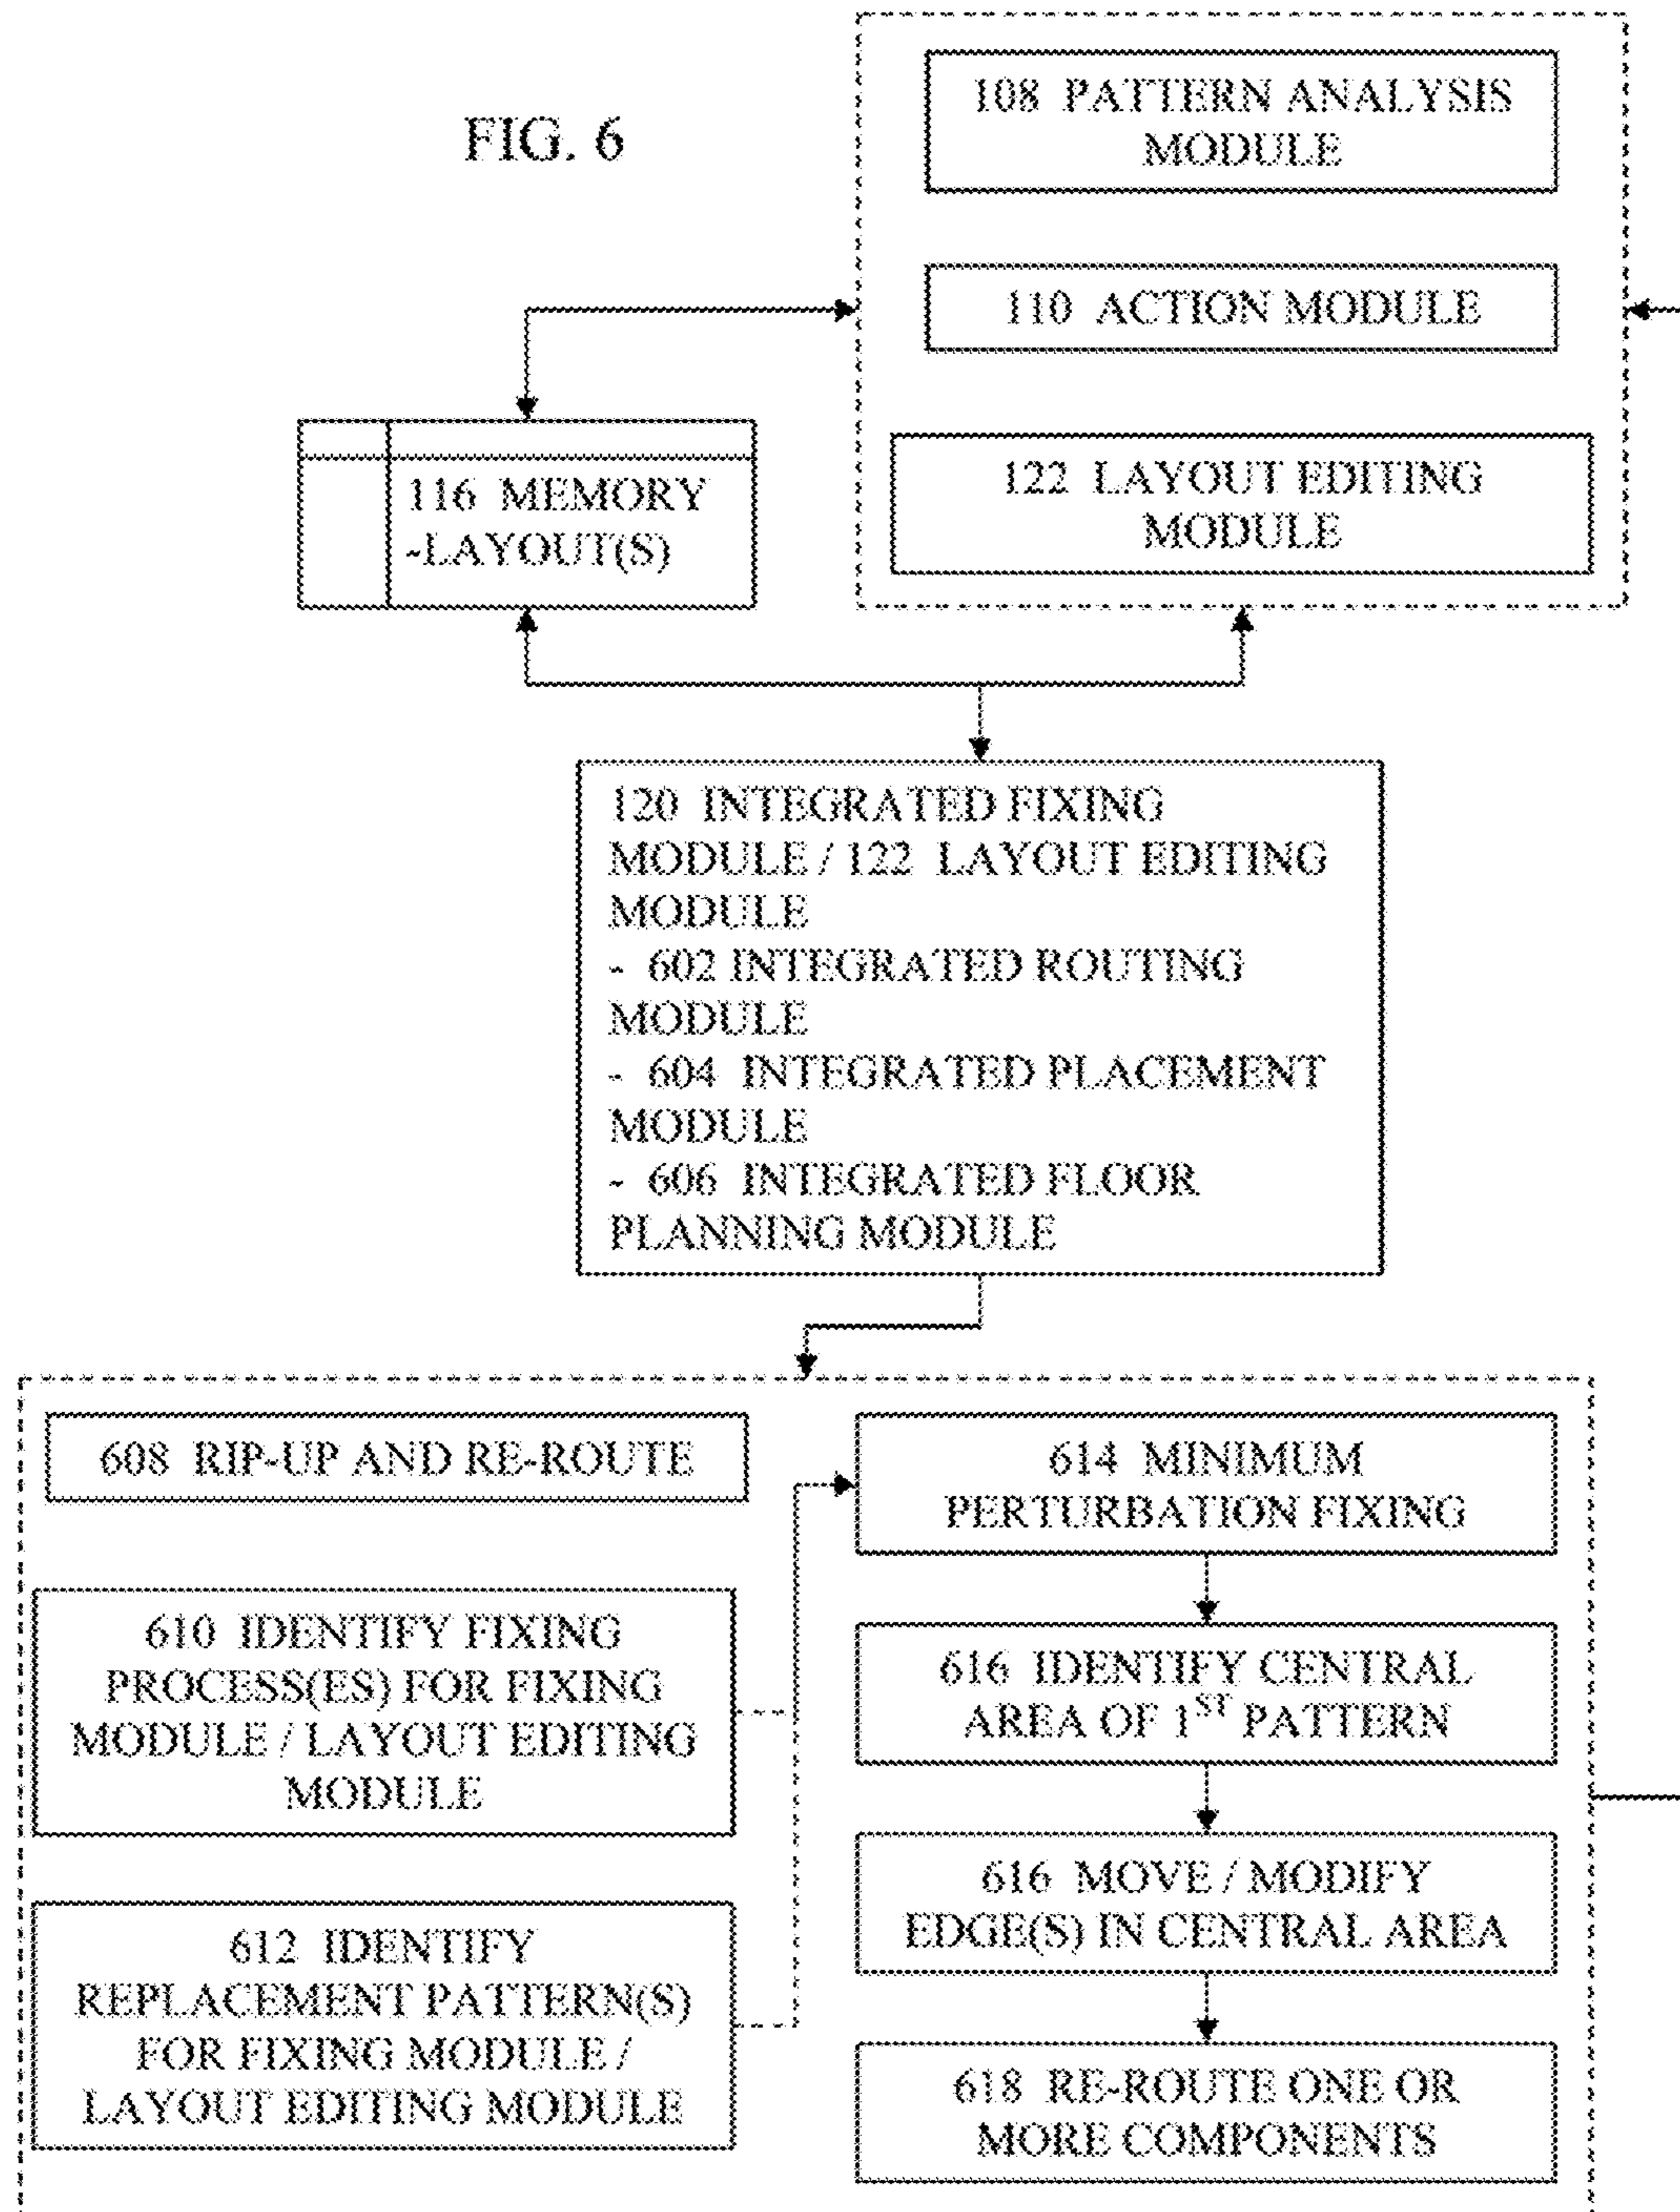 FIG. 6
108 PATTERN ANALYSIS
MODULE
110 ACTION MODULE
122 LAYOUT EDITING
MODULE
116 MEMORY
-LAYOUT(S)
120 INTEGRATED FIXING
MODULE / 122 LAYOUT EDITING
MODULE
- 602 INTEGRATED ROUTING
MODULE
- 604 INTEGRATED PLACEMENT
MODULE
- 606 INTEGRATED FLOOR
PLANNING MODULE
608 RIP-UP AND RE-ROUTE
610 IDENTIFY FIXING
PROCESS(ES) FOR FIXING
MODULE / LAYOUT EDITING
MODULE
612 IDENTIFY
REPLACEMENT PATTERN(S)
FOR FIXING MODULE /
LAYOUT EDITING MODULE
614 MINIMUM
PERTURBATION FIXING
616 IDENTIFY CENTRAL
AREA OF 1ST PATTERN
616 MOVE / MODIFY
EDGE(S) IN CENTRAL AREA
618 RE-ROUTE ONE OR
MORE COMPONENTS